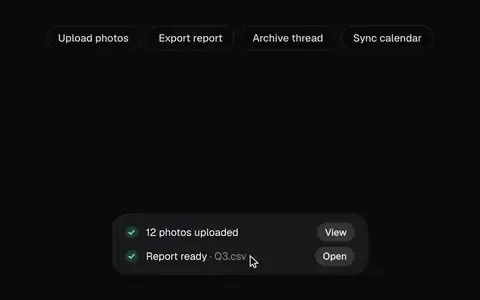 Upload photos Export report Archive thread Sync calendar
12 photos uploaded View
Report ready · Q3.csv Open